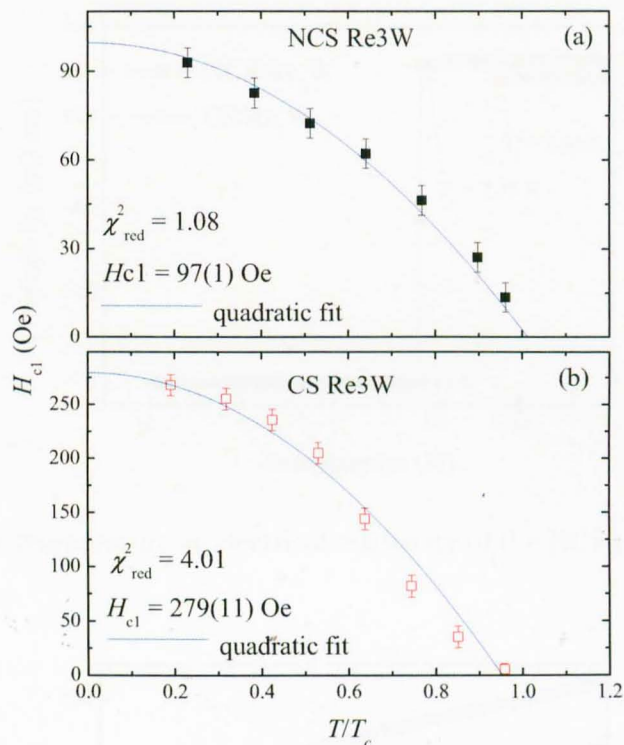 NCS Re3W
(a)
90
60
30
0
χ²red = 1.08
Hc1 = 97(1) Oe
quadratic fit
Hc1 (Oe)
CS Re3W
(b)
250
200
150
100
50
0
χ²red = 4.01
Hc1 = 279(11) Oe
quadratic fit
0.0 0.2 0.4 0.6 0.8 1.0 1.2
T/Tc